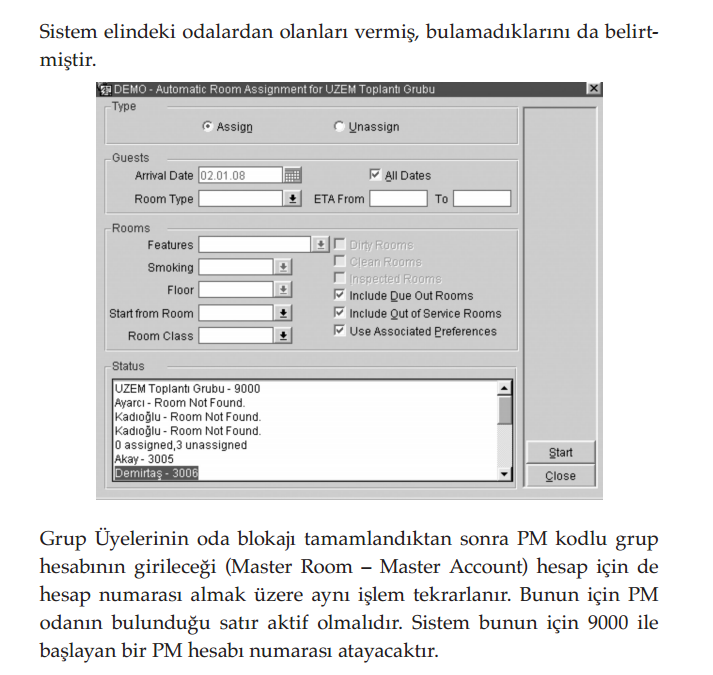 Sistem elindeki odalardan olanları vermiş, bulamadıklarını da belirt-
miştir.
DEMO - Automatic Room Assignment for UZEM Toplantı Grubu
Type
Assign
Unassign
Guests
Arrival Date 02.01.08
All Dates
Room Type
ETA From
To
Rooms
Features
Dirty Rooms
Clean Rooms
Smoking
Inspected Rooms
Floor
Include Due Out Rooms
Start from Room
Include Out of Service Rooms
Room Class
Use Associated Preferences
Status
UZEM Toplantı Grubu - 9000
Ayarcı - Room Not Found.
Kadıoğlu - Room Not Found.
Kadıoğlu - Room Not Found.
0 assigned,3 unassigned
Akay - 3005
Demirtaş - 3006
Start
Close
Grup Üyelerinin oda blokajı tamamlandıktan sonra PM kodlu grup
hesabının girileceği (Master Room – Master Account) hesap için de
hesap numarası almak üzere aynı işlem tekrarlanır. Bunun için PM
odanın bulunduğu satır aktif olmalıdır. Sistem bunun için 9000 ile
başlayan bir PM hesabı numarası atayacaktır.